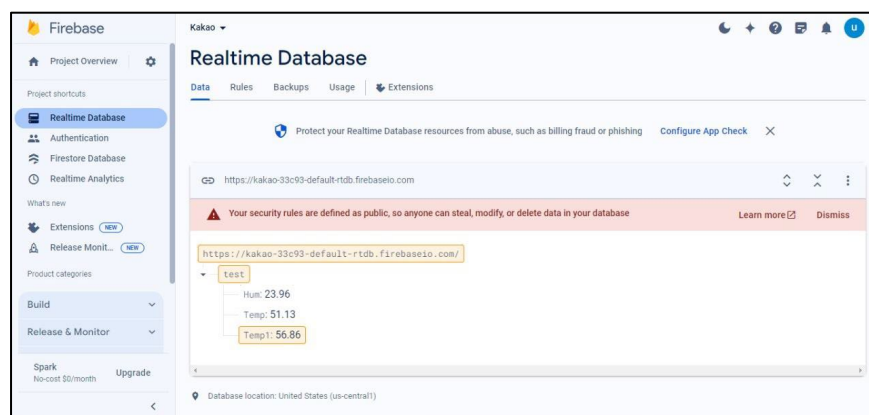 Firebase
Kakao
U
Project Overview
Realtime Database
Data Rules Backups Usage Extensions
Project shortcuts
Realtime Database
Authentication
Firestore Database
Realtime Analytics
What's new
Extensions NEW
Release Monit... NEW
Product categories
Build
Release & Monitor
Spark
No-cost $0/month
Upgrade
Protect your Realtime Database resources from abuse, such as billing fraud or phishing Configure App Check
https://kakao-33c93-default-rtdb.firebaseio.com
Your security rules are defined as public, so anyone can steal, modify, or delete data in your database Learn more Dismiss
https://kakao-33c93-default-rtdb.firebaseio.com/
test
Hum: 23.96
Temp: 51.13
Temp1: 56.86
Database location: United States (us-central1)